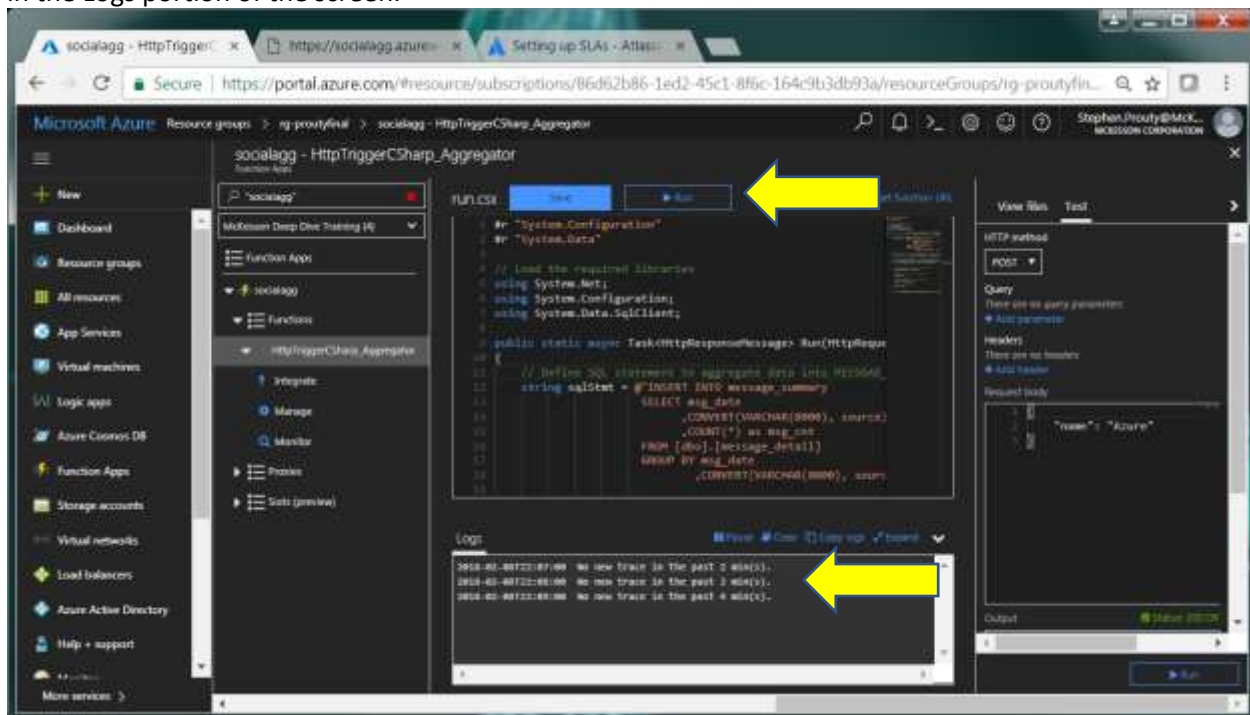 in the Logs portion of the screen.
socialagg - HttpTriggerC
https://socialagg.azure
Setting up SLAs - Atlass
Secure
https://portal.azure.com/#resource/subscriptions/86d62b86-1ed2-45c1-8f6c-164c9b3db93a/resourceGroups/rg-proutyfin...
Microsoft Azure
Resource groups > rg-proutyfinal > socialagg - HttpTriggerCSharp_Aggregator
Stephen.Prouty@McK...
MCKESSON CORPORATION
socialagg - HttpTriggerCSharp_Aggregator
Function Apps
New
Dashboard
Resource groups
All resources
App Services
Virtual machines
Logic apps
Azure Cosmos DB
Function Apps
Storage accounts
Virtual networks
Load balancers
Azure Active Directory
Help + support
More services >
"socialagg"
McKesson Deep Dive Training (4)
Function Apps
socialagg
Functions
HttpTriggerCSharp_Aggregator
Integrate
Manage
Monitor
Proxies
Slots (preview)
run.csx
Save
Run
#r "System.Configuration"
#r "System.Data"
// Load the required libraries
using System.Net;
using System.Configuration;
using System.Data.SqlClient;
public static async Task<HttpResponseMessage> Run(HttpReque
{
// Define SQL statement to aggregate data into MESSAG
string sqlStmt = @"INSERT INTO message_summary
SELECT msg_date
,CONVERT(VARCHAR(8000), source)
,COUNT(*) as msg_cnt
FROM [dbo].[message_detail]
GROUP BY msg_date
,CONVERT(VARCHAR(8000), sourc
Logs
Pause
Clear
Copy logs
Expand
No new trace in the past 2 min(s).
No new trace in the past 3 min(s).
No new trace in the past 4 min(s).
View files
Test
HTTP method
POST
Query
There are no query parameters
Add parameter
Headers
There are no headers
Add header
Request body
{
"name": "Azure"
}
Output
Status: 200 OK
Run